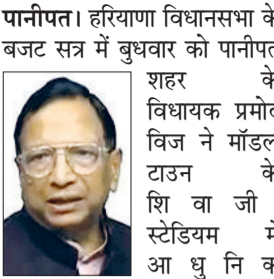 पानीपत। हरियाणा विधानसभा के
बजट सत्र में बुधवार को पानीपत
शहर के
विधायक प्रमोद
विज ने मॉडल
टाउन के
शि वा जी
स्टेडियम में
आ धु नि क